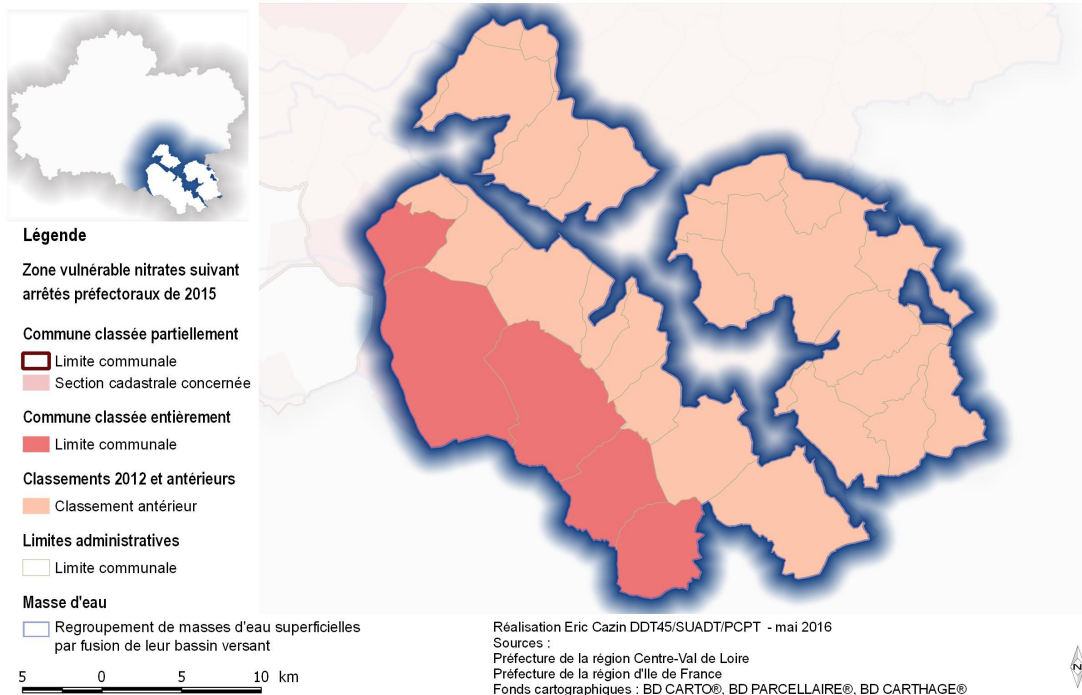 Légende
Zone vulnérable nitrates suivant
arrêtés préfectoraux de 2015
Commune classée partiellement
Limite communale
Section cadastrale concernée
Commune classée entièrement
Limite communale
Classements 2012 et antérieurs
Classement antérieur
Limites administratives
Limite communale
Masse d'eau
Regroupement de masses d'eau superficielles
par fusion de leur bassin versant
5 0 5 10 km
Réalisation Eric Cazin DDT45/SUADT/PCPT - mai 2016
Sources :
Préfecture de la région Centre-Val de Loire
Préfecture de la région d'Ile de France
Fonds cartographiques : BD CARTO®, BD PARCELLAIRE®, BD CARTHAGE®
N